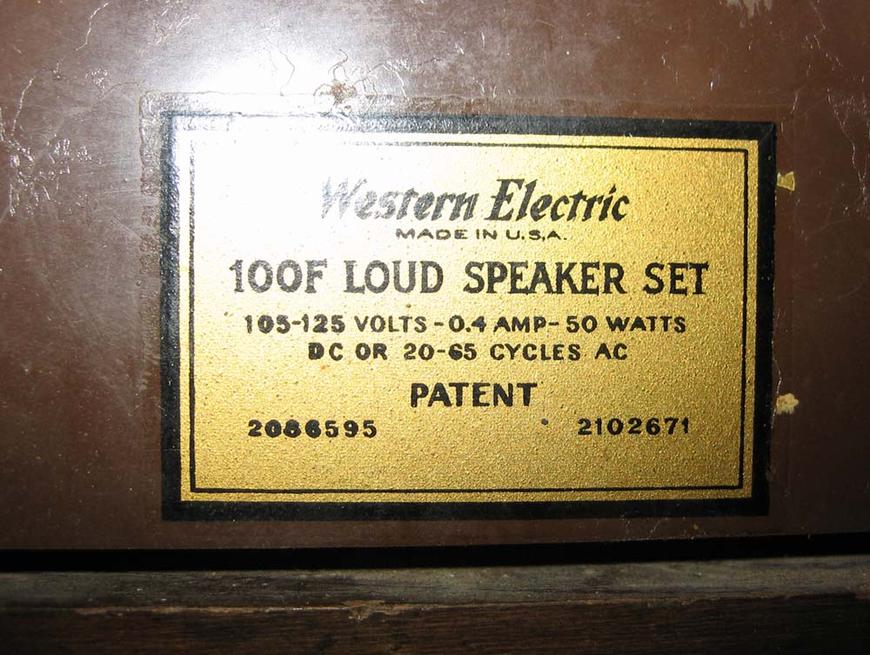 Western Electric
MADE IN U.S.A.
100F LOUD SPEAKER SET
105-125 VOLTS-0.4 AMP-50 WATTS
DC OR 20-65 CYCLES AC
PATENT
2086595 2102671